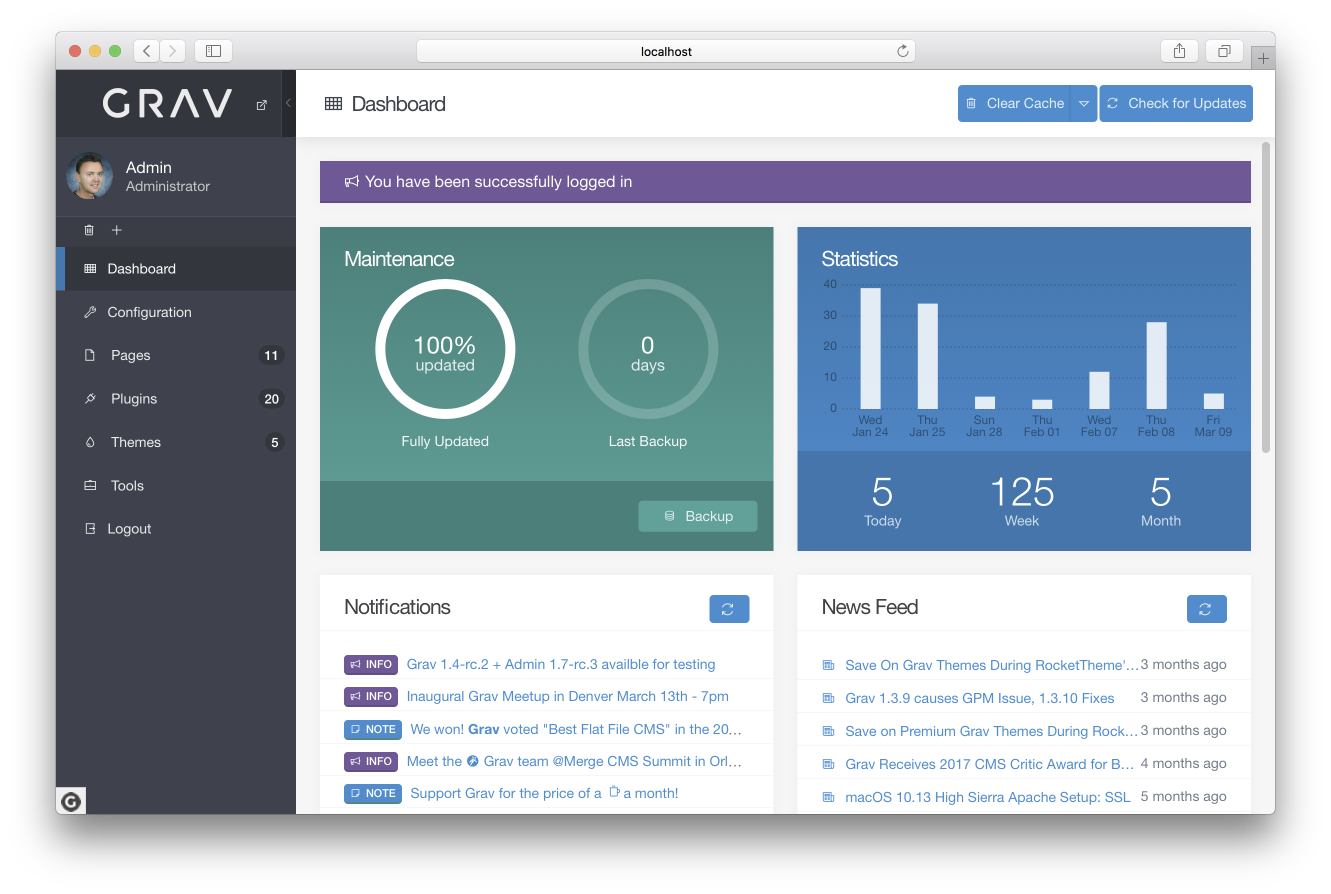 localhost
GRAV
Dashboard
Clear Cache
Check for Updates
Admin
Administrator
Dashboard
Configuration
Pages 11
Plugins 20
Themes 5
Tools
Logout
You have been successfully logged in
Maintenance
100%
updated
Fully Updated
0
days
Last Backup
Backup
Statistics
40
30
20
10
0
Wed Thu Sun Thu Wed Thu Fri
Jan 24 Jan 25 Jan 28 Feb 01 Feb 07 Feb 08 Mar 09
5 125 5
Today Week Month
Notifications
INFO Grav 1.4-rc.2 + Admin 1.7-rc.3 availble for testing
INFO Inaugural Grav Meetup in Denver March 13th - 7pm
NOTE We won! Grav voted "Best Flat File CMS" in the 20…
INFO Meet the Grav team @Merge CMS Summit in Orl…
NOTE Support Grav for the price of a a month!
News Feed
Save On Grav Themes During RocketTheme'… 3 months ago
Grav 1.3.9 causes GPM Issue, 1.3.10 Fixes 3 months ago
Save on Premium Grav Themes During Rock… 3 months ago
Grav Receives 2017 CMS Critic Award for B… 4 months ago
macOS 10.13 High Sierra Apache Setup: SSL 5 months ago